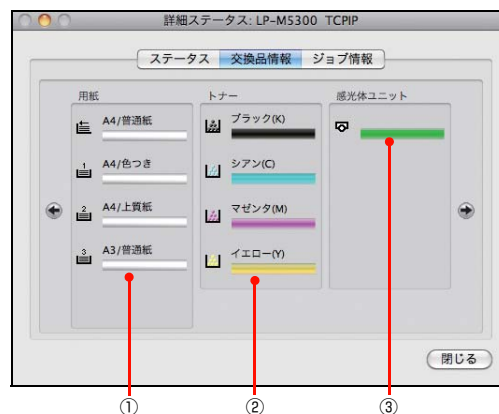 詳細ステータス: LP-M5300 TCPIP
ステータス 交換品情報 ジョブ情報
用紙
A4/普通紙
1 A4/色つき
2 A4/上質紙
3 A3/普通紙
トナー
ブラック(K)
シアン(C)
マゼンタ(M)
イエロー(Y)
感光体ユニット
閉じる
① ② ③